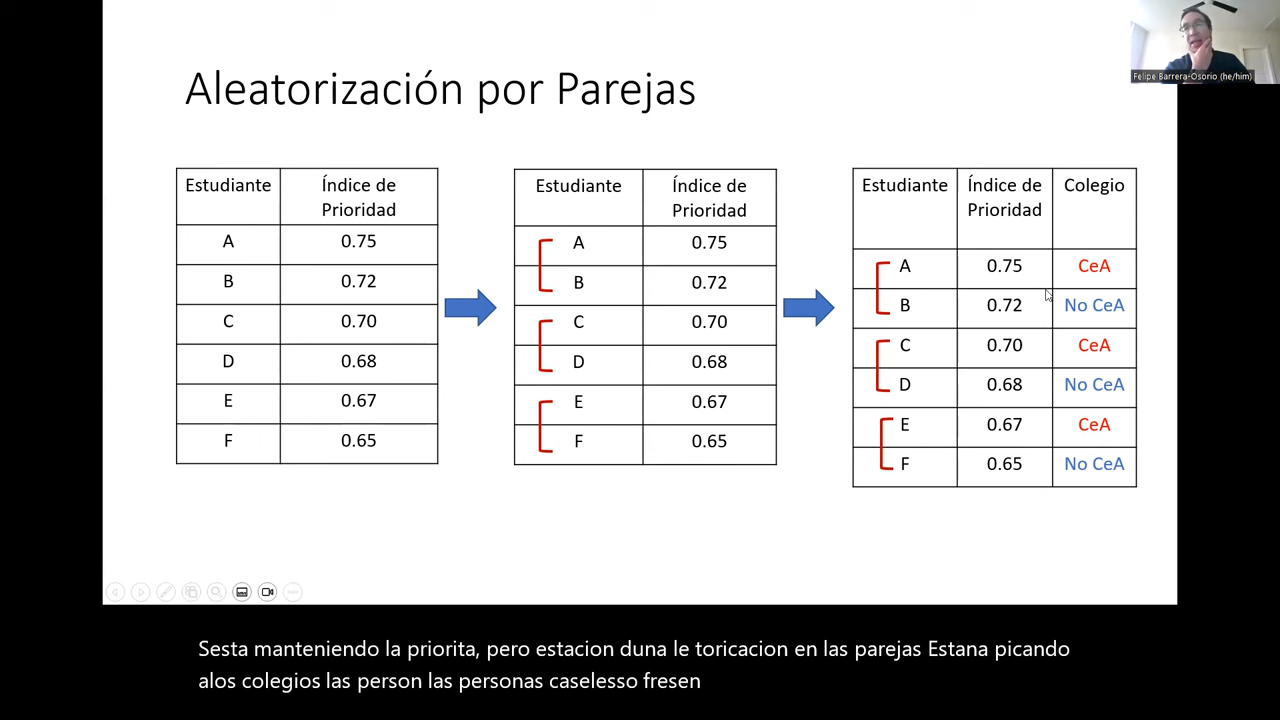 Felipe Barrera-Osorio (he/him)
Aleatorización por Parejas
Estudiante Índice de Prioridad
A 0.75
B 0.72
C 0.70
D 0.68
E 0.67
F 0.65
Estudiante Índice de Prioridad
A 0.75
B 0.72
C 0.70
D 0.68
E 0.67
F 0.65
Estudiante Índice de Prioridad Colegio
A 0.75 CeA
B 0.72 No CeA
C 0.70 CeA
D 0.68 No CeA
E 0.67 CeA
F 0.65 No CeA
Sesta manteniendo la priorita, pero estacion duna le toricacion en las parejas Estana picando
alos colegios las person las personas caselesso fresen